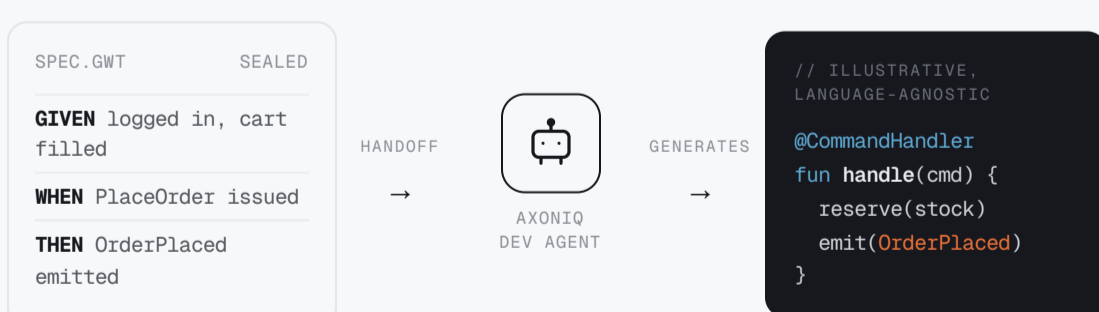 SPEC.GWT SEALED
GIVEN logged in, cart
filled
WHEN PlaceOrder issued
THEN OrderPlaced
emitted
HANDOFF
→
AXONIQ
DEV AGENT
GENERATES
→
// ILLUSTRATIVE,
LANGUAGE-AGNOSTIC
@CommandHandler
fun handle(cmd) {
reserve(stock)
emit(OrderPlaced)
}